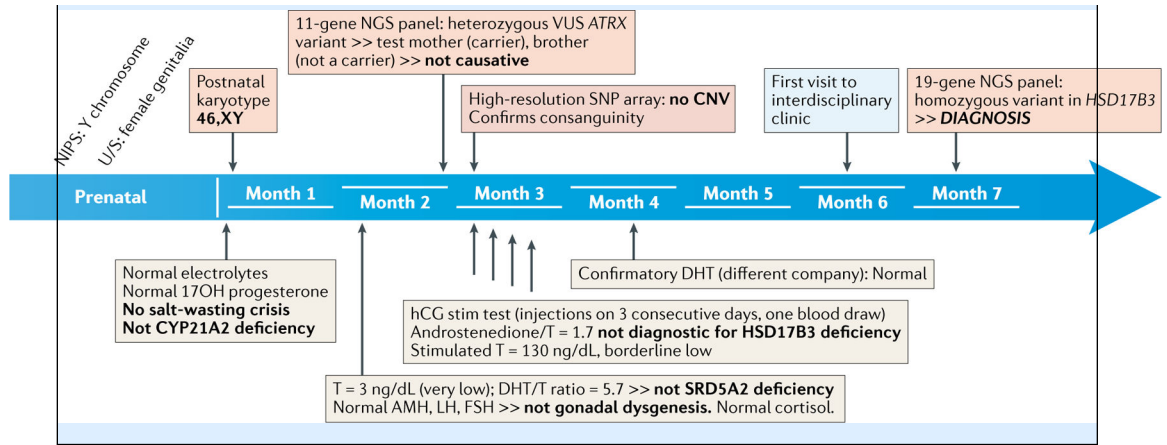 NIPS: Y chromosome
U/S: female genitalia
Postnatal
karyotype
46,XY
11-gene NGS panel: heterozygous VUS ATRX
variant >> test mother (carrier), brother
(not a carrier) >> not causative
High-resolution SNP array: no CNV
Confirms consanguinity
First visit to
interdisciplinary
clinic
19-gene NGS panel:
homozygous variant in HSD17B3
>> DIAGNOSIS
Prenatal
Month 1
Month 2
Month 3
Month 4
Month 5
Month 6
Month 7
Normal electrolytes
Normal 17OH progesterone
No salt-wasting crisis
Not CYP21A2 deficiency
Confirmatory DHT (different company): Normal
hCG stim test (injections on 3 consecutive days, one blood draw)
Androstenedione/T = 1.7 not diagnostic for HSD17B3 deficiency
Stimulated T = 130 ng/dL, borderline low
T = 3 ng/dL (very low); DHT/T ratio = 5.7 >> not SRD5A2 deficiency
Normal AMH, LH, FSH >> not gonadal dysgenesis. Normal cortisol.